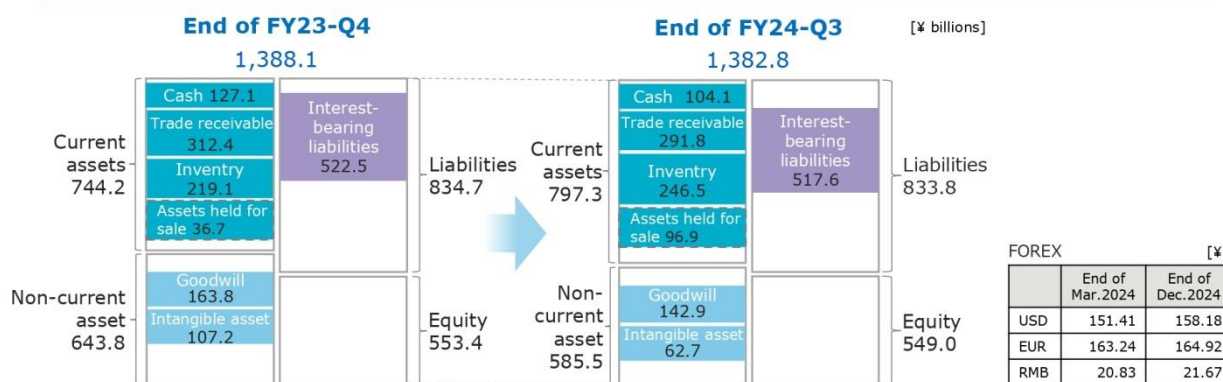 End of FY23-Q4
1,388.1
Cash 127.1
Trade receivable
312.4
Inventry
219.1
Assets held for
sale 36.7
Current
assets
744.2
Interest-
bearing
liabilities
522.5
Liabilities
834.7
Goodwill
163.8
Intangible asset
107.2
Non-current
asset
643.8
Equity
553.4
End of FY24-Q3
1,382.8
[¥ billions]
Cash 104.1
Trade receivable
291.8
Inventry
246.5
Assets held for
sale 96.9
Current
assets
797.3
Interest-
bearing
liabilities
517.6
Liabilities
833.8
Goodwill
142.9
Intangible asset
62.7
Non-
current
asset
585.5
Equity
549.0
FOREX [¥
End of Mar.2024 End of Dec.2024
USD 151.41 158.18
EUR 163.24 164.92
RMB 20.83 21.67